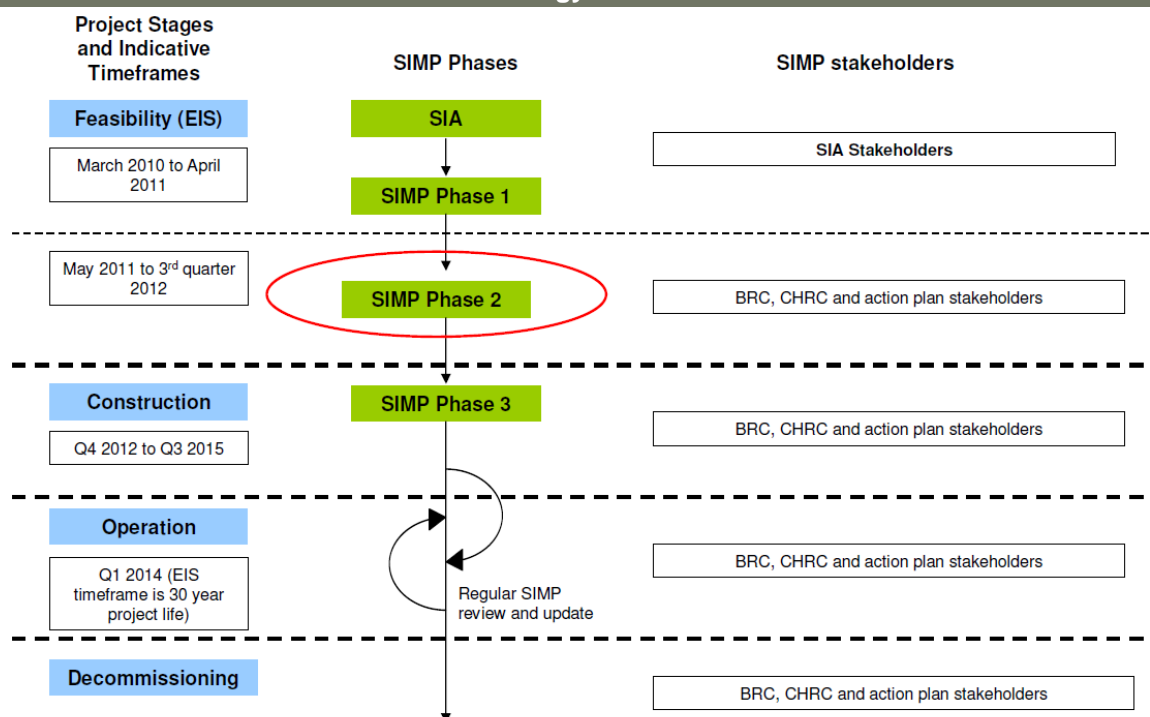 Project Stages
and Indicative
Timeframes
SIMP Phases
SIMP stakeholders
Feasibility (EIS)
SIA
March 2010 to April
2011
SIA Stakeholders
SIMP Phase 1
May 2011 to 3rd quarter
2012
SIMP Phase 2
BRC, CHRC and action plan stakeholders
Construction
SIMP Phase 3
Q4 2012 to Q3 2015
BRC, CHRC and action plan stakeholders
Operation
Q1 2014 (EIS
timeframe is 30 year
project life)
BRC, CHRC and action plan stakeholders
Regular SIMP
review and update
Decommissioning
BRC, CHRC and action plan stakeholders